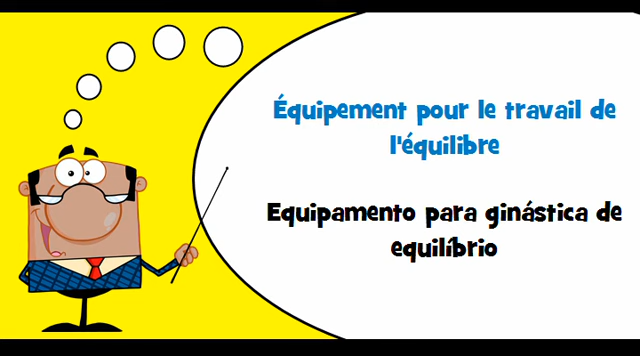 Équipement pour le travail de
l'équilibre
Equipamento para ginástica de
equilíbrio